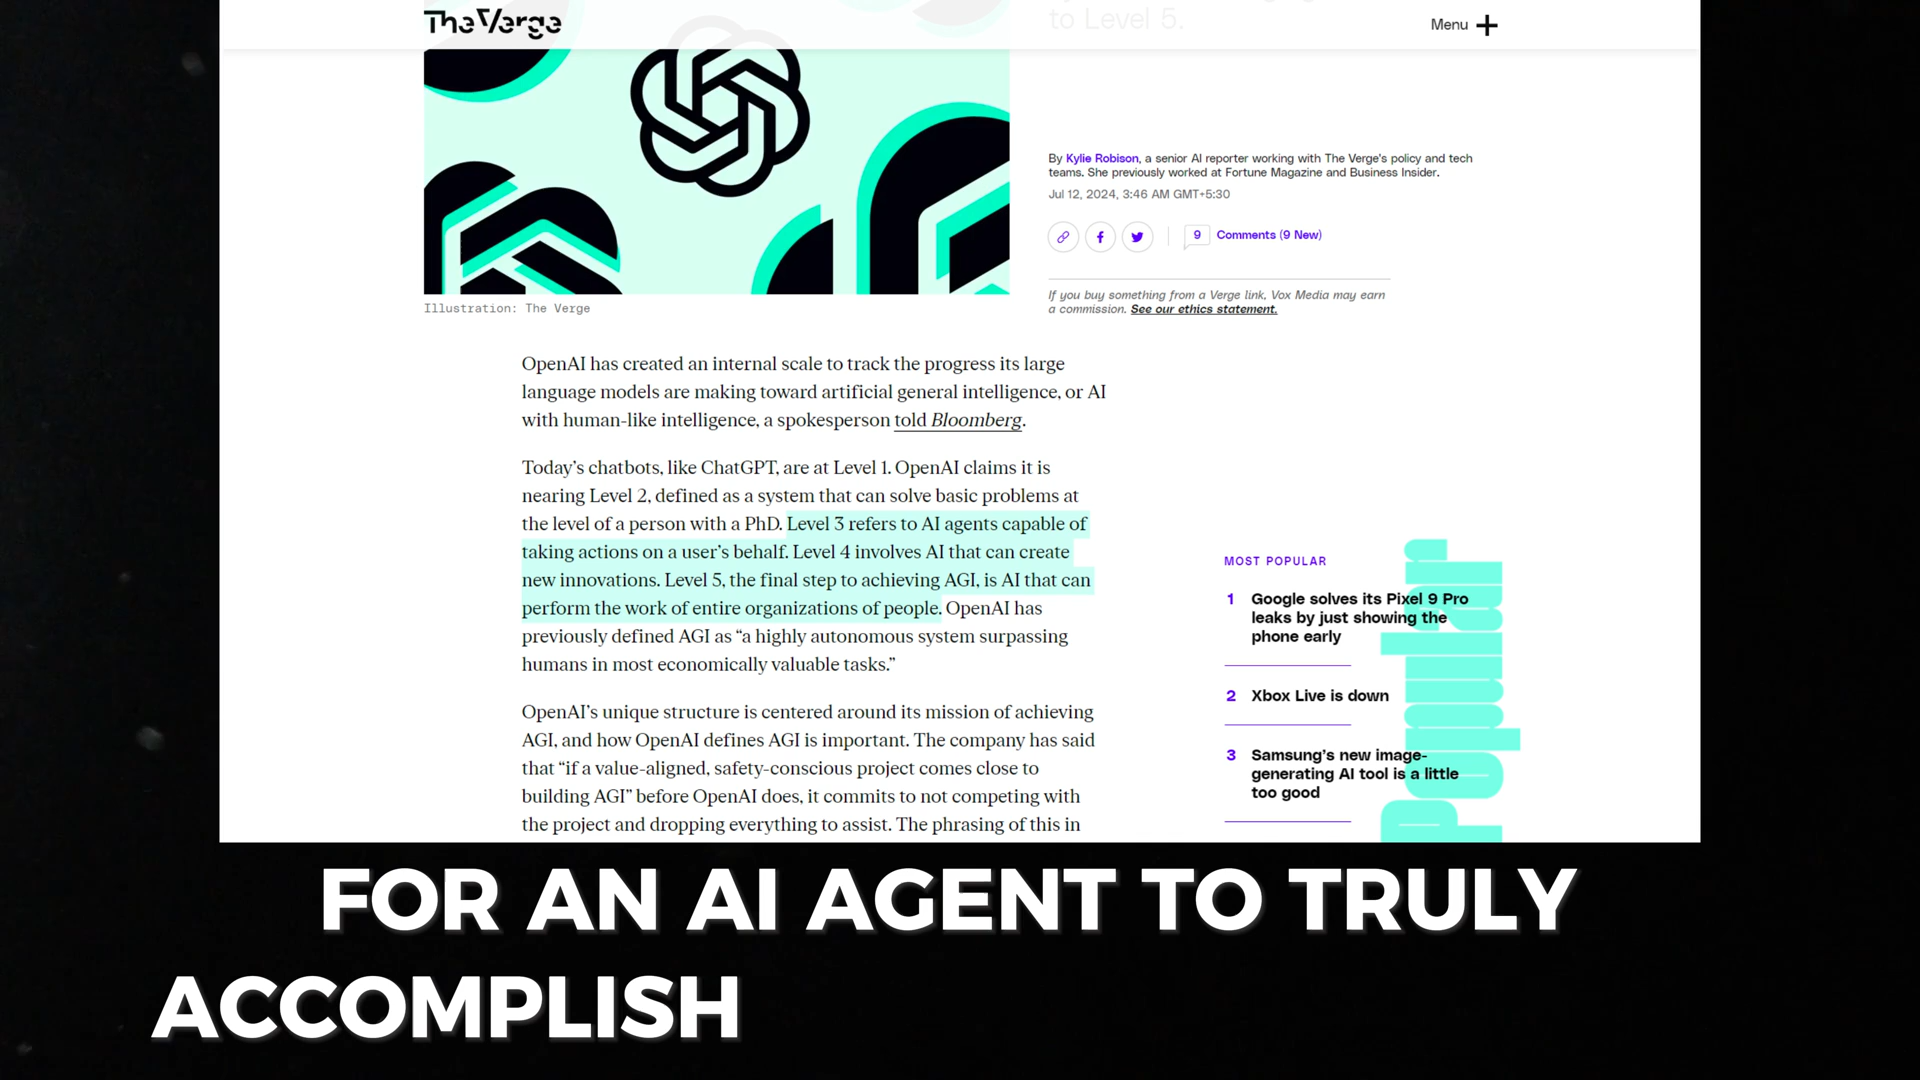 The Verge
to Level 5.
Menu
Illustration: The Verge
By Kylie Robison, a senior AI reporter working with The Verge's policy and tech
teams. She previously worked at Fortune Magazine and Business Insider.
Jul 12, 2024, 3:46 AM GMT+5:30
9 Comments (9 New)
If you buy something from a Verge link, Vox Media may earn
a commission. See our ethics statement.
OpenAI has created an internal scale to track the progress its large
language models are making toward artificial general intelligence, or AI
with human-like intelligence, a spokesperson told Bloomberg.
Today’s chatbots, like ChatGPT, are at Level 1. OpenAI claims it is
nearing Level 2, defined as a system that can solve basic problems at
the level of a person with a PhD. Level 3 refers to AI agents capable of
taking actions on a user’s behalf. Level 4 involves AI that can create
new innovations. Level 5, the final step to achieving AGI, is AI that can
perform the work of entire organizations of people. OpenAI has
previously defined AGI as “a highly autonomous system surpassing
humans in most economically valuable tasks.”
OpenAI’s unique structure is centered around its mission of achieving
AGI, and how OpenAI defines AGI is important. The company has said
that “if a value-aligned, safety-conscious project comes close to
building AGI” before OpenAI does, it commits to not competing with
the project and dropping everything to assist. The phrasing of this in
MOST POPULAR
Popular
1 Google solves its Pixel 9 Pro
leaks by just showing the
phone early
2 Xbox Live is down
3 Samsung’s new image-
generating AI tool is a little
too good
FOR AN AI AGENT TO TRULY
ACCOMPLISH